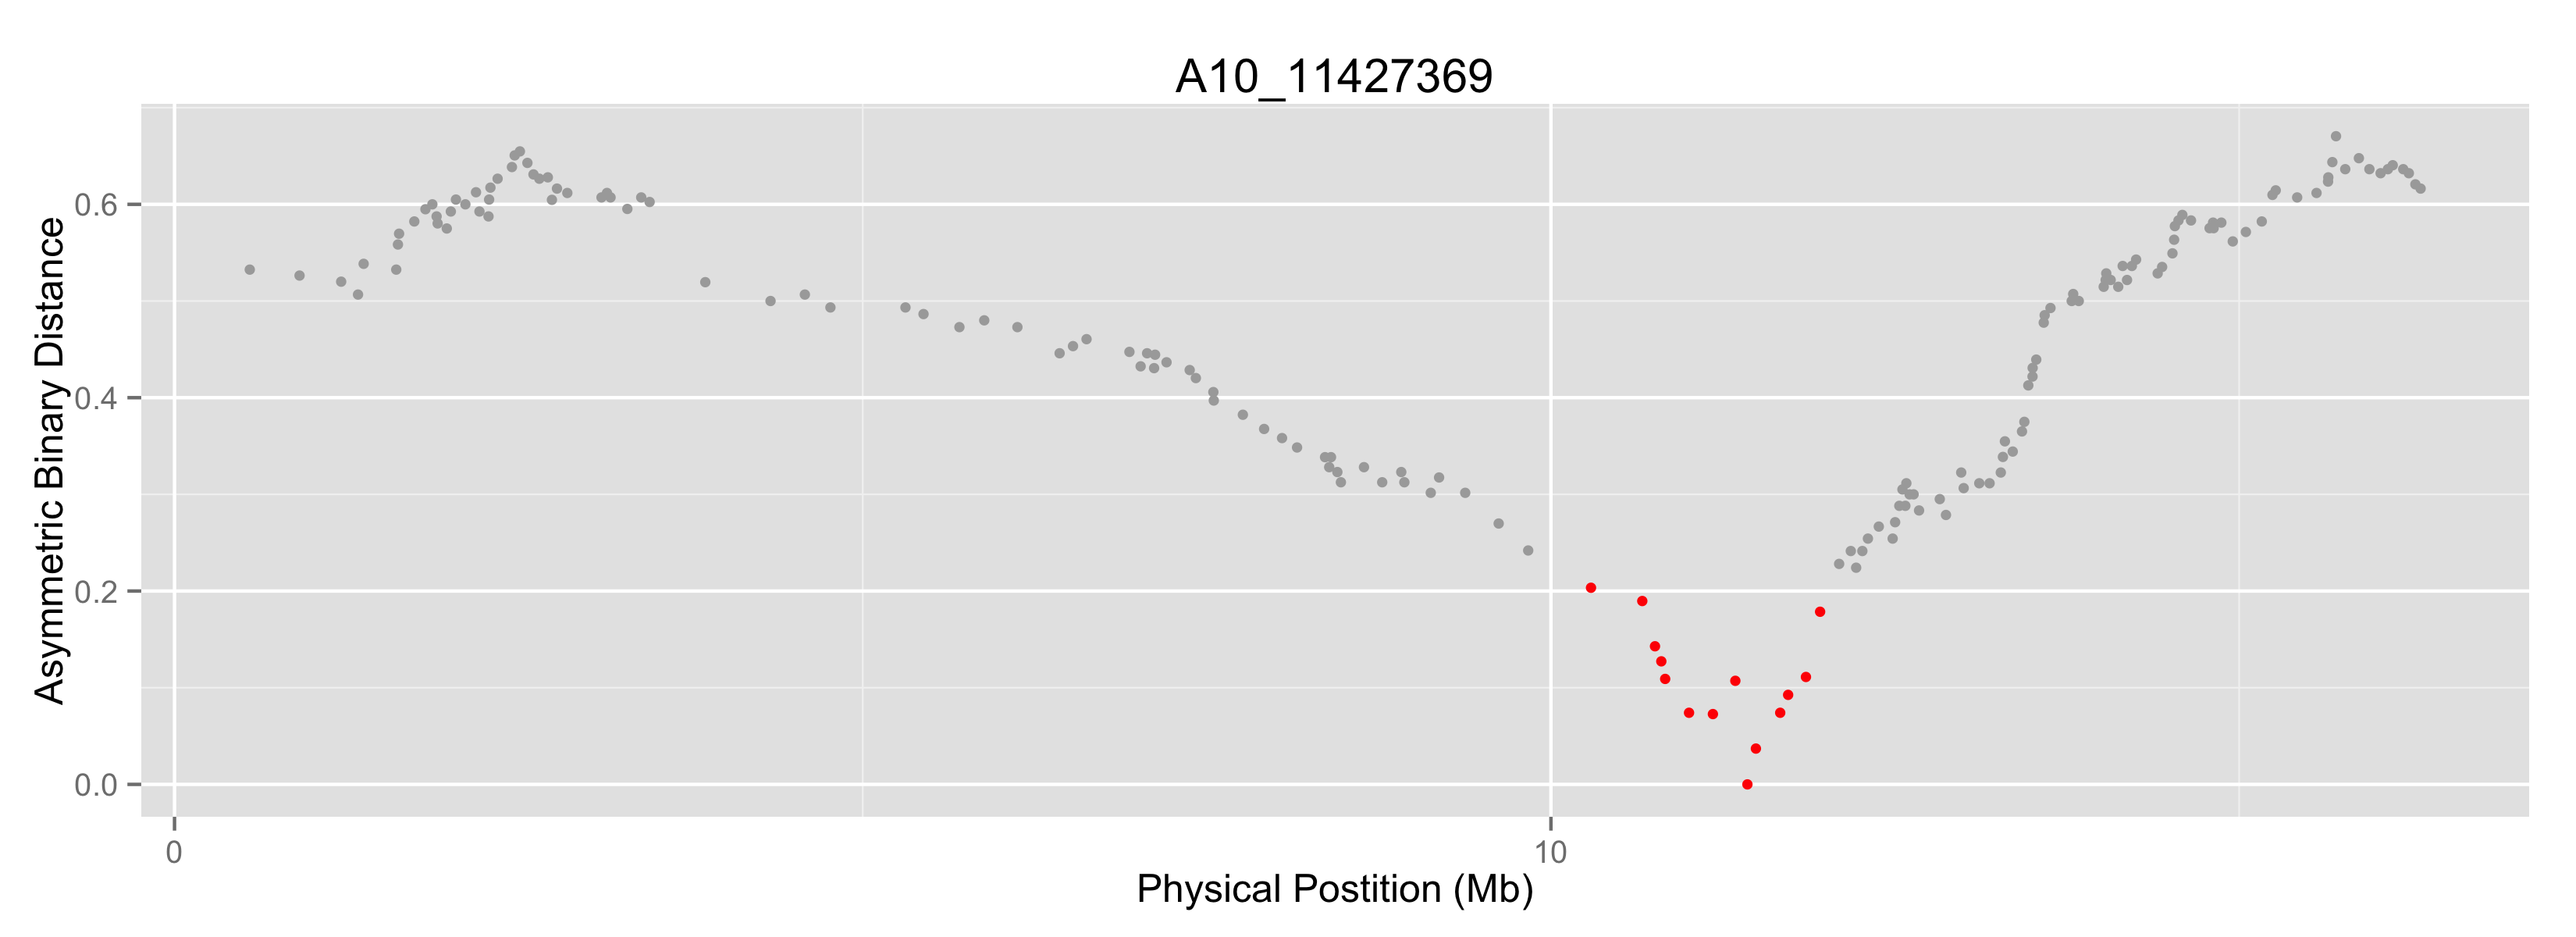 A10_11427369
Asymmetric Binary Distance
0.6
0.4
0.2
0.0
0
10
Physical Postition (Mb)